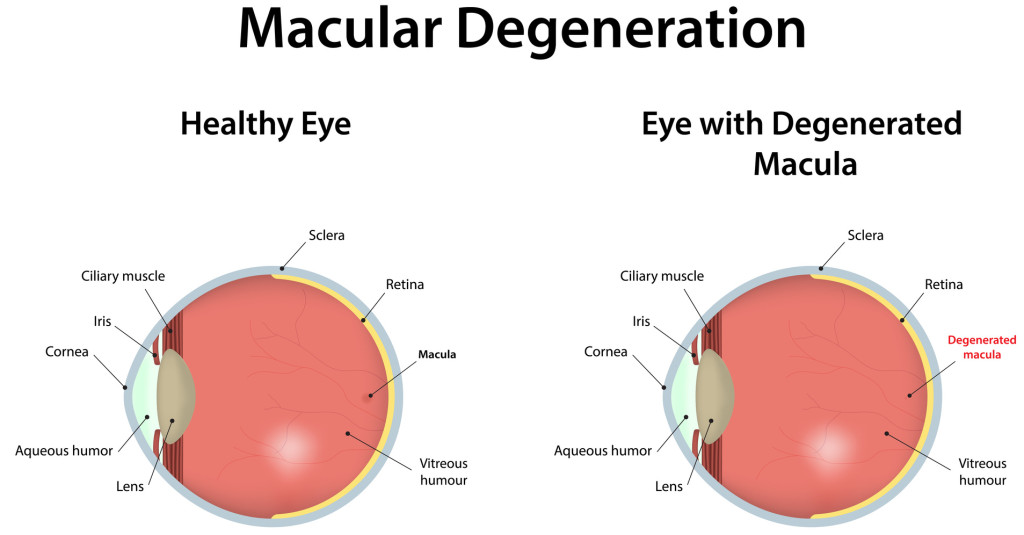 Macular Degeneration
Healthy Eye
Sclera
Ciliary muscle
Retina
Iris
Cornea
Macula
Aqueous humor
Vitreous
humour
Lens
Eye with Degenerated
Macula
Sclera
Ciliary muscle
Retina
Iris
Degenerated
macula
Cornea
Aqueous humor
Vitreous
humour
Lens